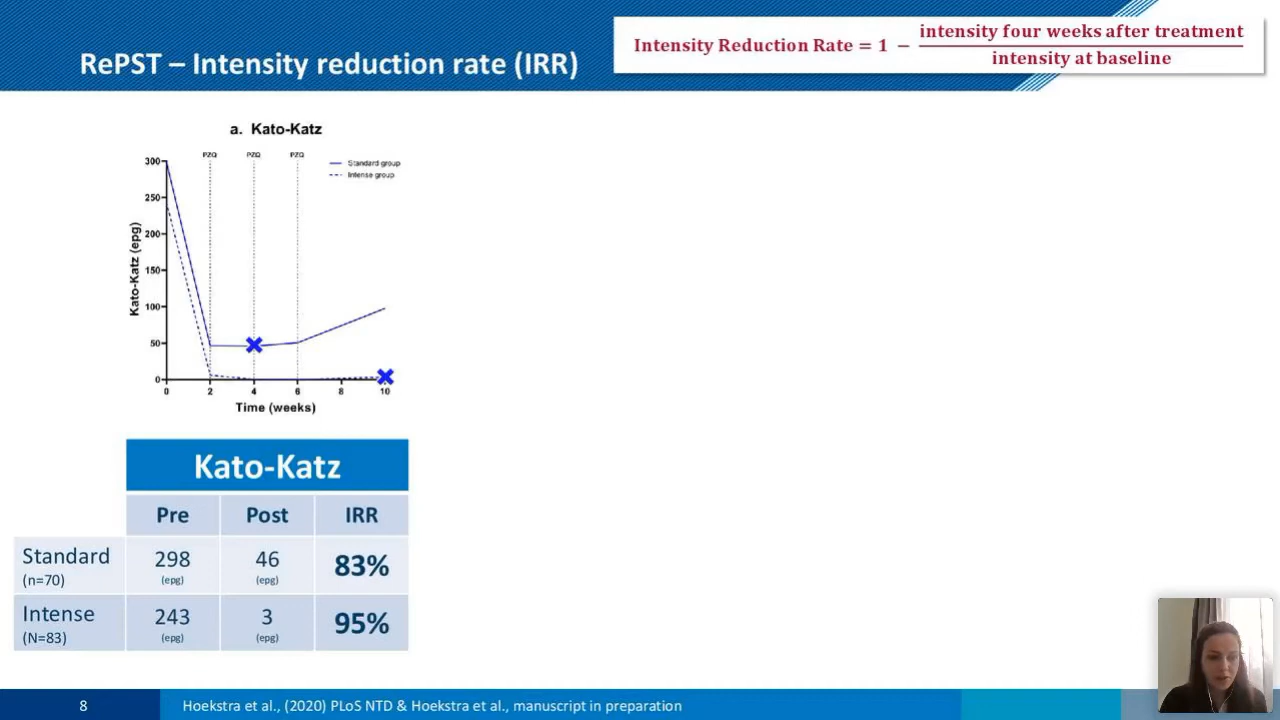 RePST – Intensity reduction rate (IRR)
Intensity Reduction Rate = 1 − intensity four weeks after treatment
intensity at baseline
a. Kato-Katz
PZQ PZQ PZQ
Standard group
Intense group
300
250
200
150
100
50
0
Kato-Katz (epg)
0 2 4 6 8 10
Time (weeks)
Kato-Katz
Pre Post IRR
Standard 298 46 83%
(n=70) (epg) (epg)
Intense 243 3 95%
(N=83) (epg) (epg)
8 Hoekstra et al., (2020) PLoS NTD & Hoekstra et al., manuscript in preparation